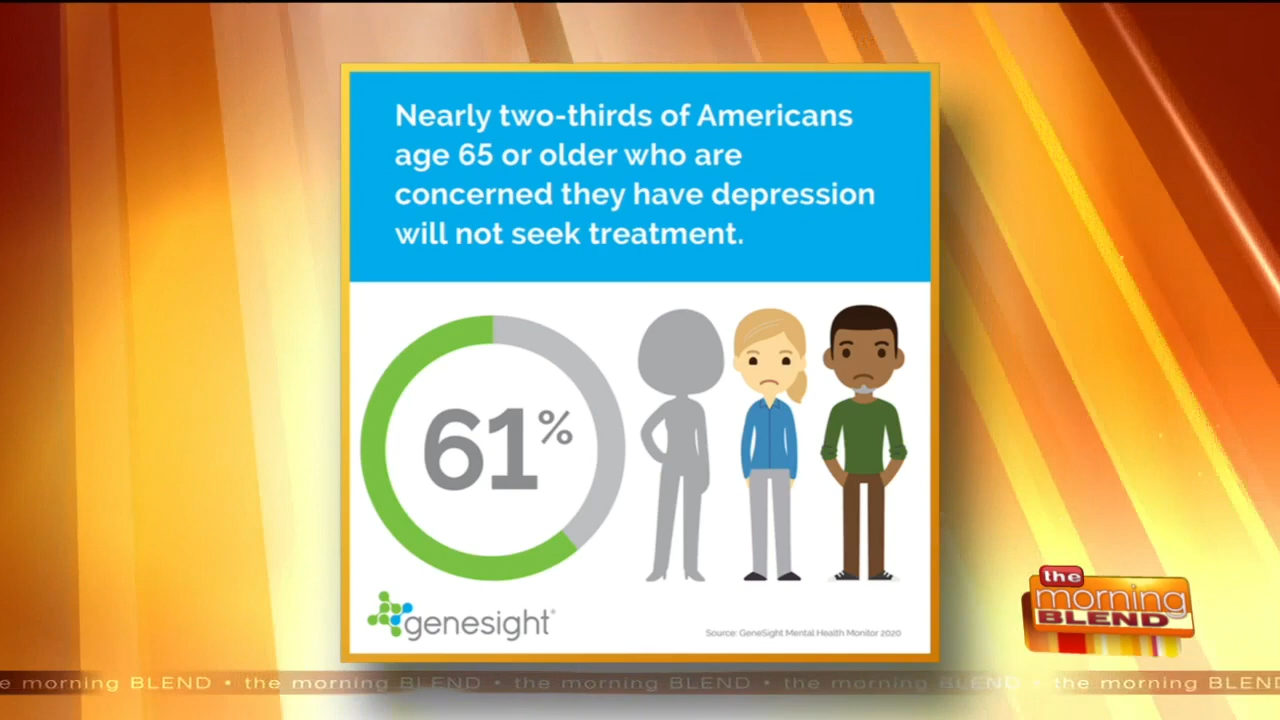 Nearly two-thirds of Americans
age 65 or older who are
concerned they have depression
will not seek treatment.
61%
genesight®
Source: GeneSight Mental Health Monitor 2020
the
morning
BLEND
e morning BLEND • the morning BLEND • the morning BLEND • the morning BLEND • the morning BLEND